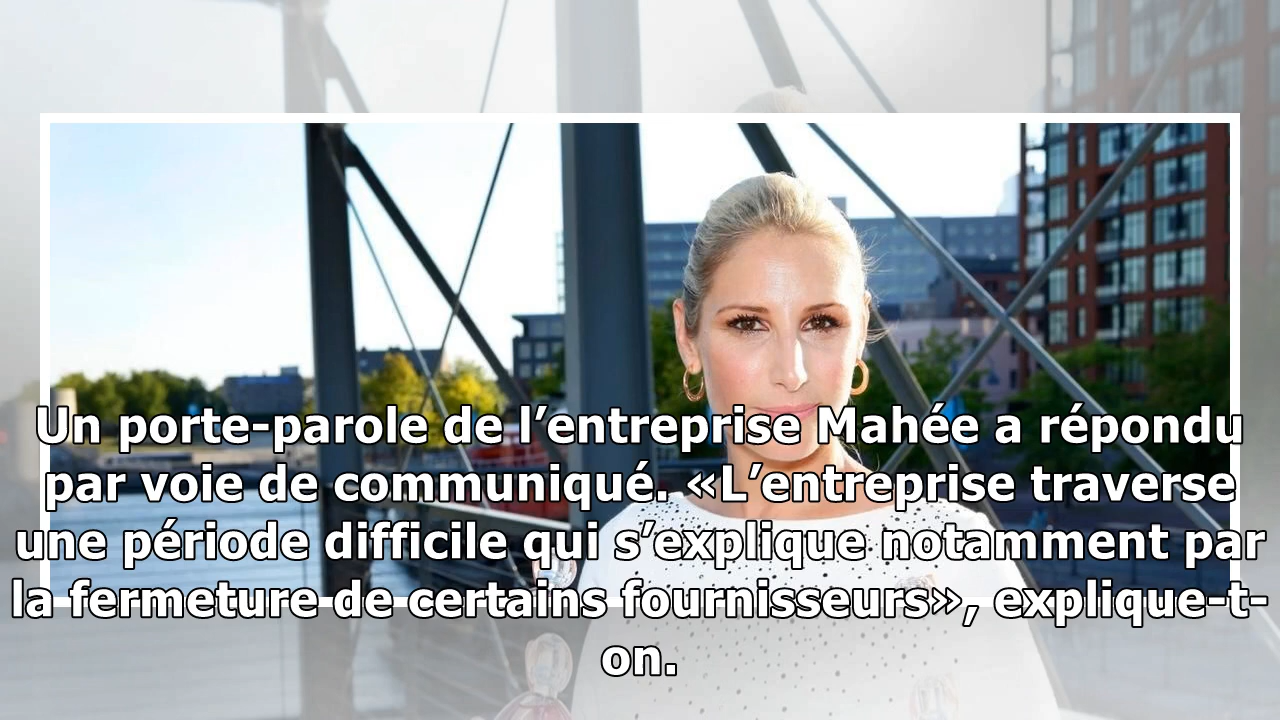 Un porte-parole de l’entreprise Mahée a répondu
par voie de communiqué. «L’entreprise traverse
une période difficile qui s’explique notamment par
la fermeture de certains fournisseurs», explique-t-
on.